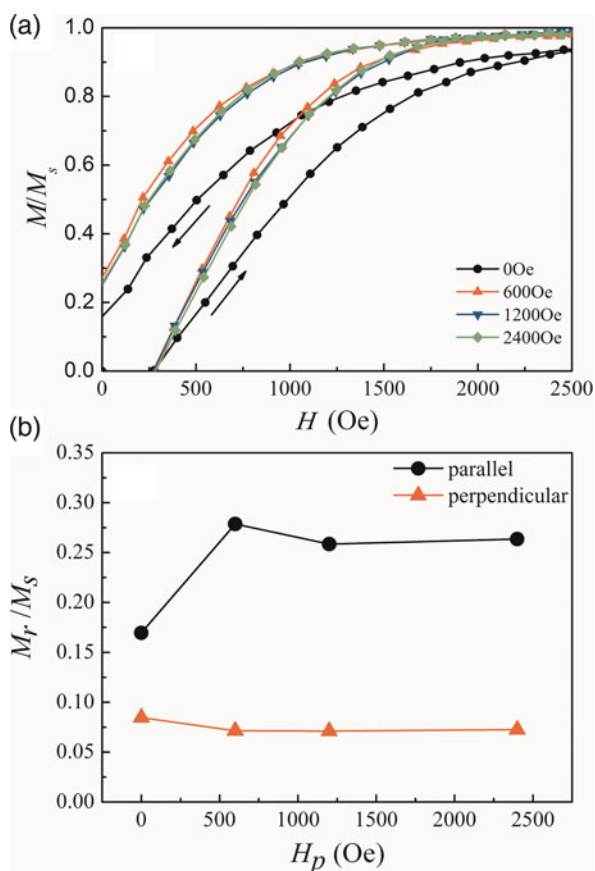 (a)
1.0
0.8
0.6
0.4
0.2
0.0
M/Ms
0Oe
600Oe
1200Oe
2400Oe
0 500 1000 1500 2000 2500
H (Oe)
(b)
0.35
0.30
0.25
0.20
0.15
0.10
0.05
0.00
Mr/Ms
parallel
perpendicular
0 500 1000 1500 2000 2500
Hp (Oe)